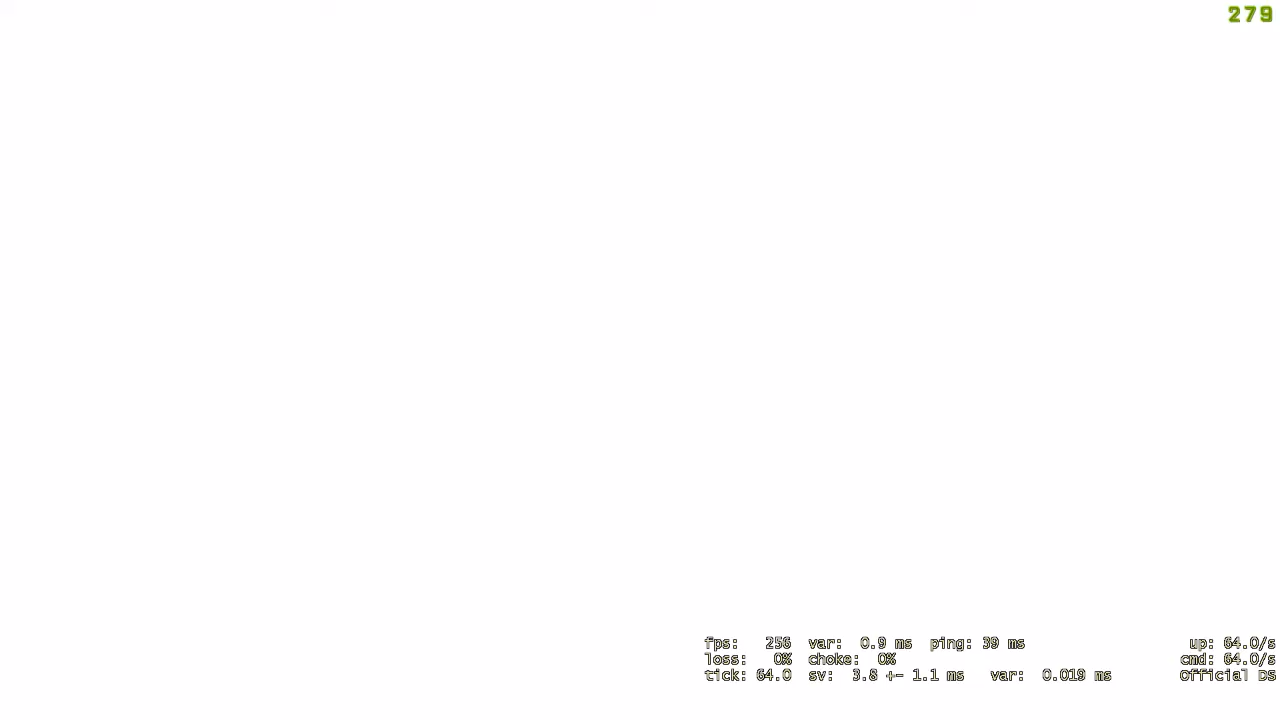 279
fps: 256 var: 0.9 ms ping: 39 ms up: 64.0/s
loss: 0% choke: 0% cmd: 64.0/s
tick: 64.0 sv: 3.8 +- 1.1 ms var: 0.019 ms Official DS